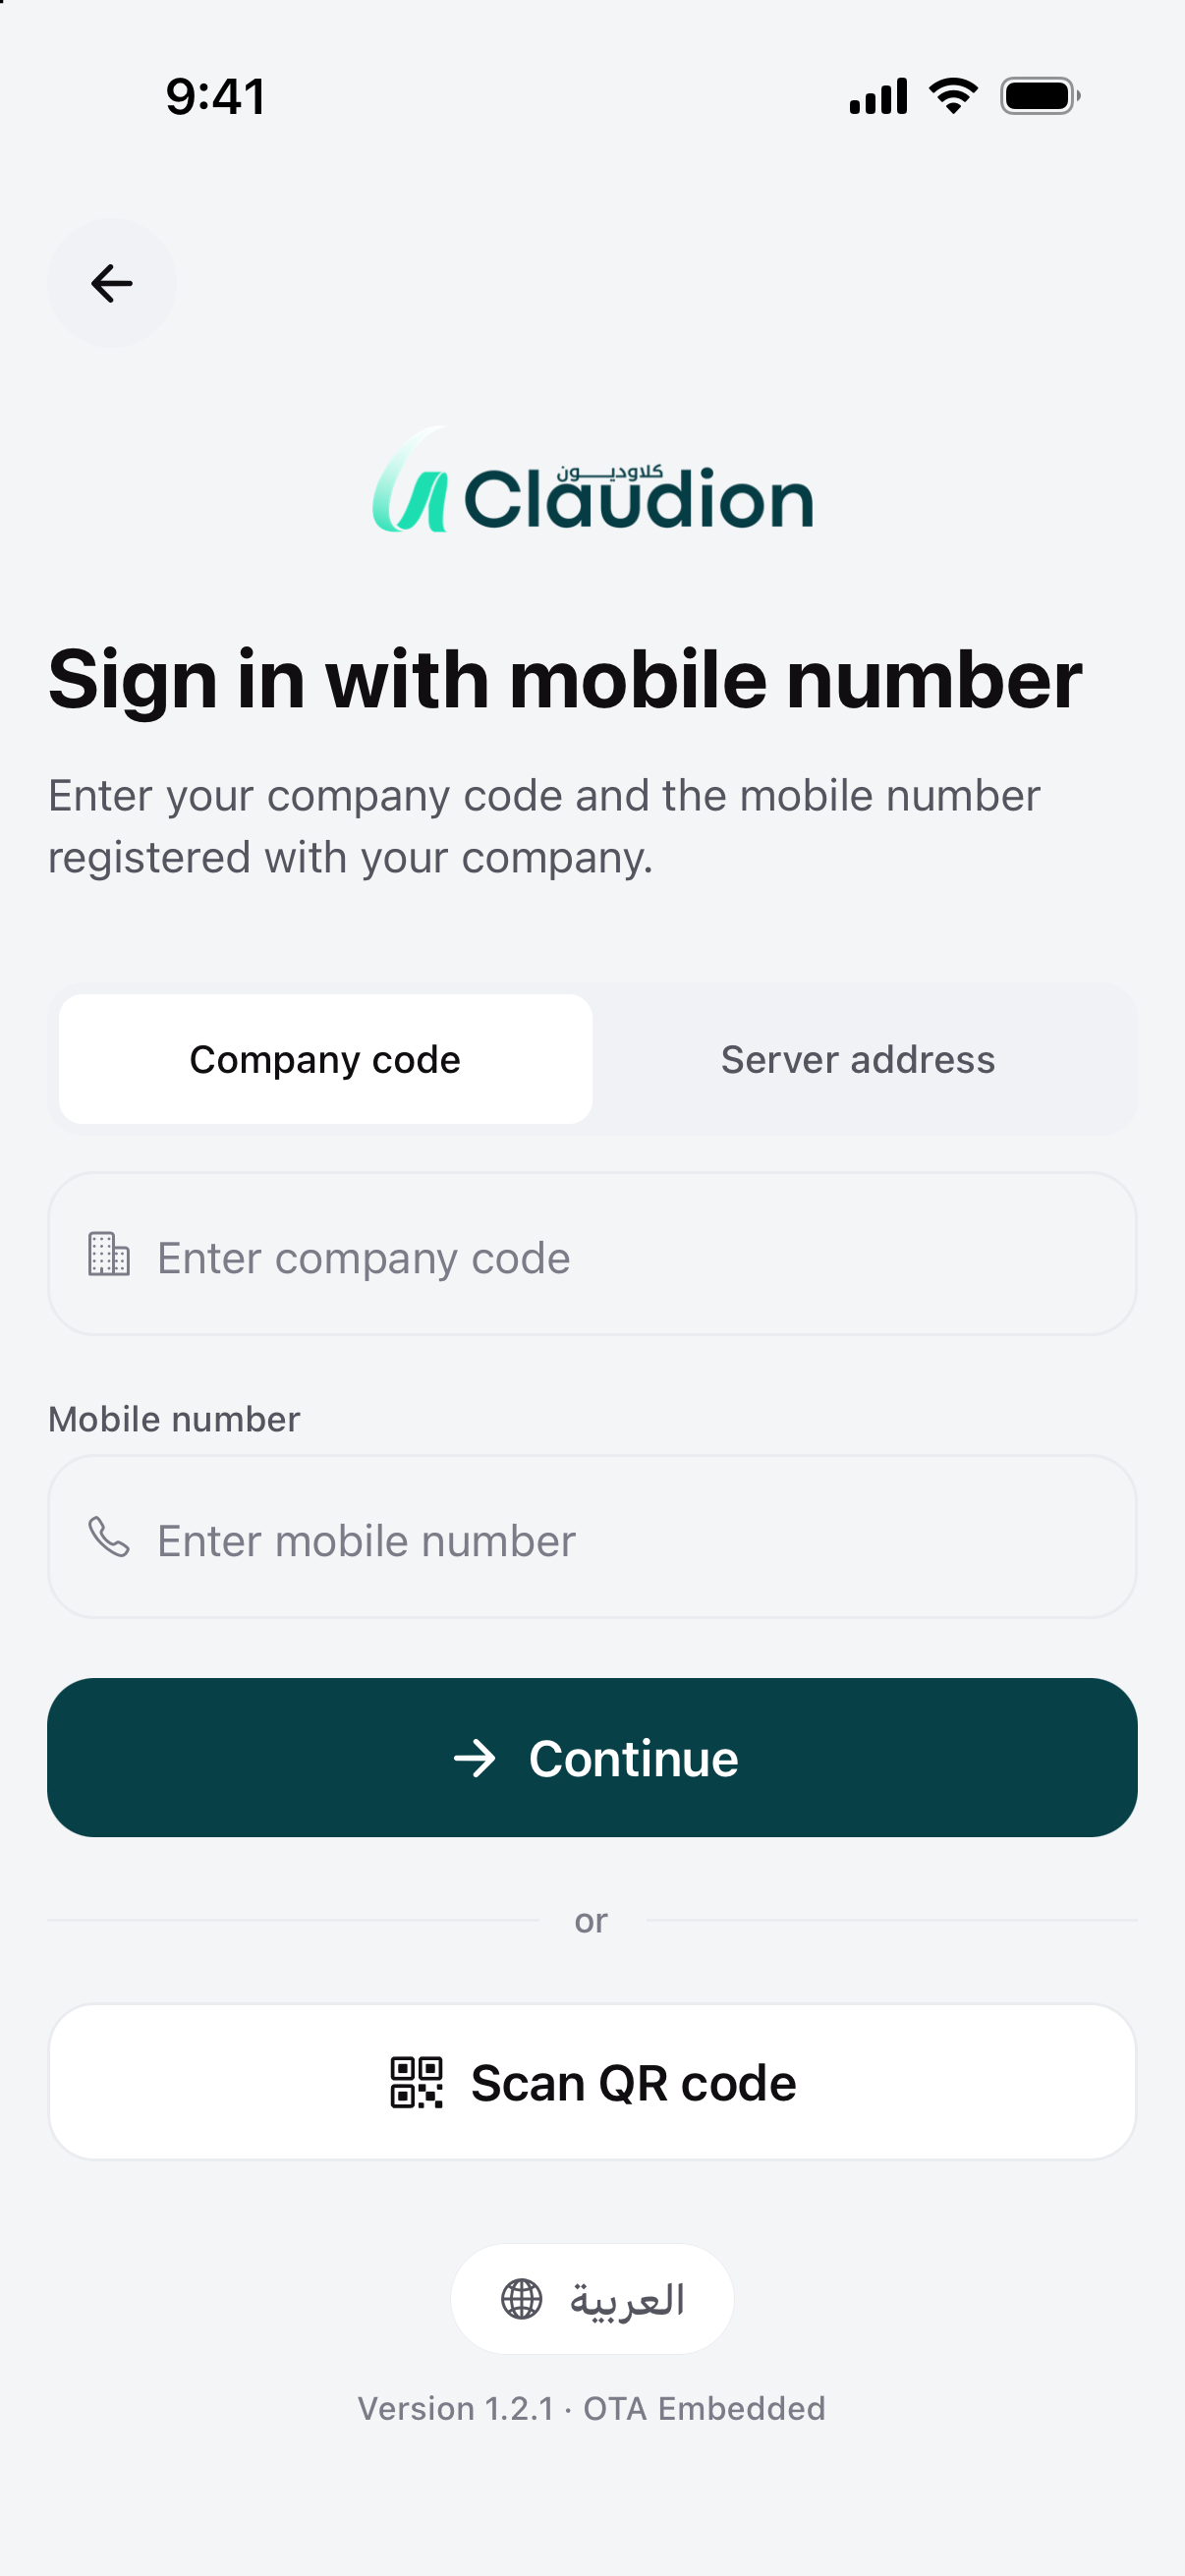 9:41
كلاوديون
Claudion
Sign in with mobile number
Enter your company code and the mobile number
registered with your company.
Company code
Server address
Enter company code
Mobile number
Enter mobile number
Continue
or
Scan QR code
العربية
Version 1.2.1 · OTA Embedded